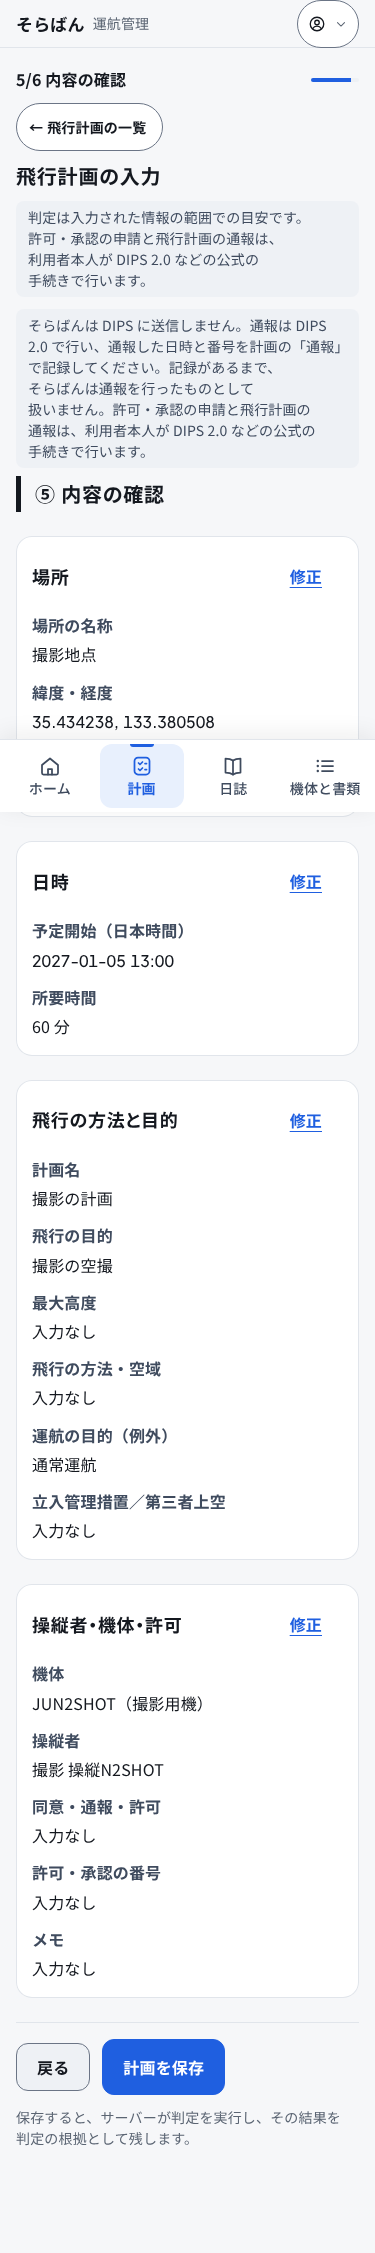 そらばん 運航管理
5/6 内容の確認
← 飛行計画の一覧
飛行計画の入力
判定は入力された情報の範囲での目安です。
許可・承認の申請と飛行計画の通報は、
利用者本人が DIPS 2.0 などの公式の
手続きで行います。
そらばんは DIPS に送信しません。通報は DIPS
2.0 で行い、通報した日時と番号を計画の「通報」
で記録してください。記録があるまで、
そらばんは通報を行ったものとして
扱いません。許可・承認の申請と飛行計画の
通報は、利用者本人が DIPS 2.0 などの公式の
手続きで行います。
⑤ 内容の確認
場所 修正
場所の名称
撮影地点
緯度・経度
35.434238, 133.380508
ホーム 計画 日誌 機体と書類
日時 修正
予定開始（日本時間）
2027-01-05 13:00
所要時間
60 分
飛行の方法と目的 修正
計画名
撮影の計画
飛行の目的
撮影の空撮
最大高度
入力なし
飛行の方法・空域
入力なし
運航の目的（例外）
通常運航
立入管理措置／第三者上空
入力なし
操縦者・機体・許可 修正
機体
JUN2SHOT（撮影用機）
操縦者
撮影 操縦N2SHOT
同意・通報・許可
入力なし
許可・承認の番号
入力なし
メモ
入力なし
戻る 計画を保存
保存すると、サーバーが判定を実行し、その結果を
判定の根拠として残します。